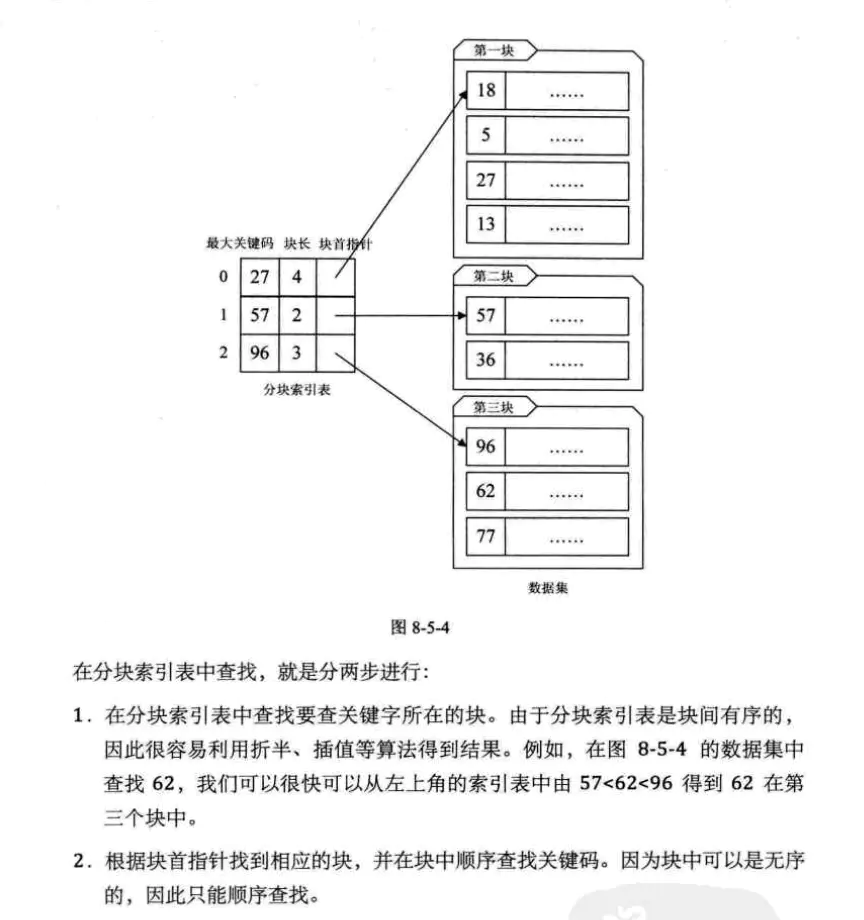 第一块
18 ……
5 ……
27 ……
13 ……
最大关键码 块长 块首指针
0 27 4
1 57 2
2 96 3
分块索引表
第二块
57 ……
36 ……
第三块
96 ……
62 ……
77 ……
数据集
图 8-5-4
在分块索引表中查找，就是分两步进行：
1. 在分块索引表中查找要查关键字所在的块。由于分块索引表是块间有序的，
因此很容易利用折半、插值等算法得到结果。例如，在图 8-5-4 的数据集中
查找 62，我们可以很快可以从左上角的索引表中由 57<62<96 得到 62 在第
三个块中。
2. 根据块首指针找到相应的块，并在块中顺序查找关键码。因为块中可以是无序
的，因此只能顺序查找。